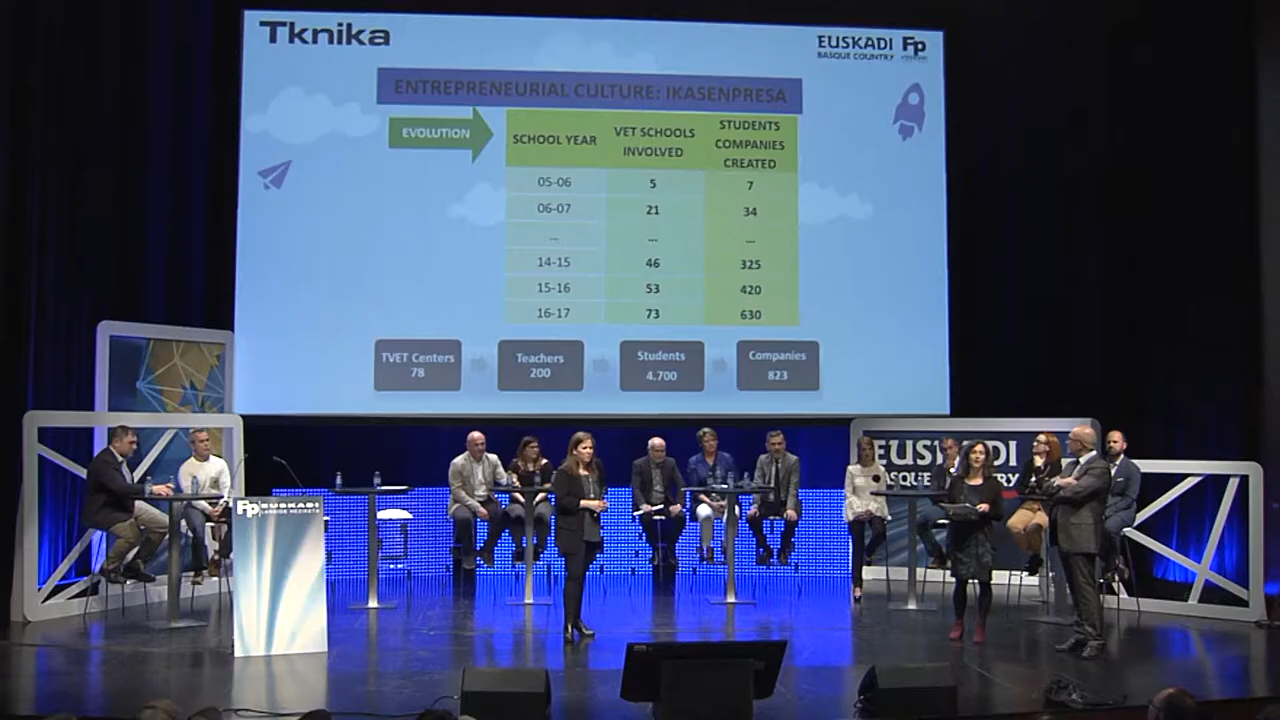 Tknika
EUSKADI Fp
BASQUE COUNTRY
ENTREPRENEURIAL CULTURE: IKASENPRESA
EVOLUTION
SCHOOL YEAR
VET SCHOOLS
INVOLVED
STUDENTS
COMPANIES
CREATED
05-06 5 7
06-07 21 34
... ... ...
14-15 46 325
15-16 53 420
16-17 73 630
TVET Centers
78
Teachers
200
Students
4.700
Companies
823
Fp EUSKADI
LANBIDE HEZIKETA
EUSKADI
BASQUE COUNTRY